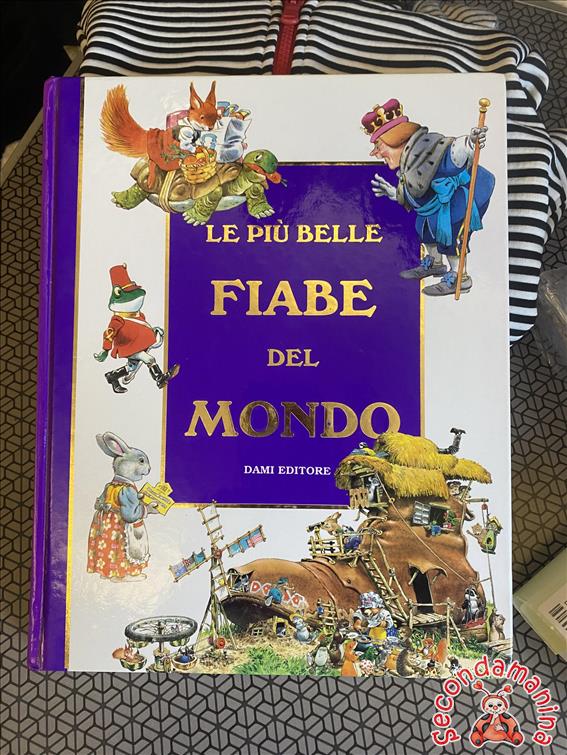 LE PIÙ BELLE
FIABE
DEL
MONDO
DAMI EDITORE
Secondamanina